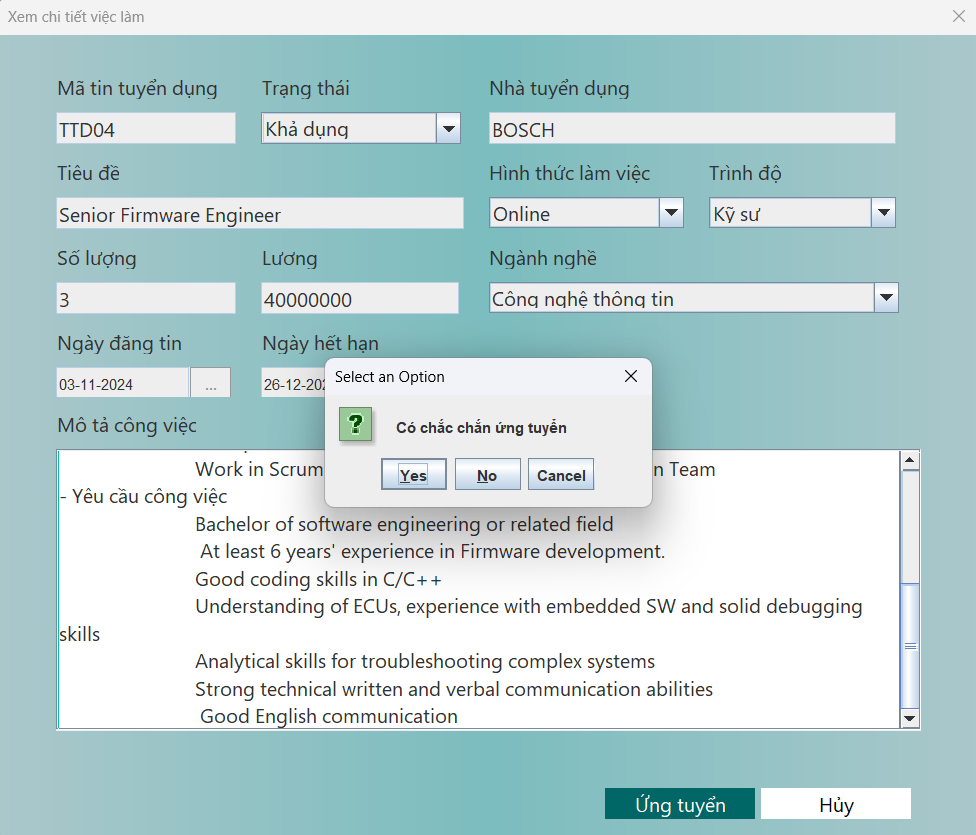 Xem chi tiết việc làm
Mã tin tuyển dụng Trạng thái Nhà tuyển dụng
TTD04 Khả dụng BOSCH
Tiêu đề Hình thức làm việc Trình độ
Senior Firmware Engineer Online Kỹ sư
Số lượng Lương Ngành nghề
3 40000000 Công nghệ thông tin
Ngày đăng tin Ngày hết hạn
03-11-2024 ... 26-12-202
Select an Option
Có chắc chắn ứng tuyển
Yes No Cancel
Mô tả công việc
Work in Scrum Team
- Yêu cầu công việc
Bachelor of software engineering or related field
At least 6 years' experience in Firmware development.
Good coding skills in C/C++
Understanding of ECUs, experience with embedded SW and solid debugging
skills
Analytical skills for troubleshooting complex systems
Strong technical written and verbal communication abilities
Good English communication
Ứng tuyển Hủy